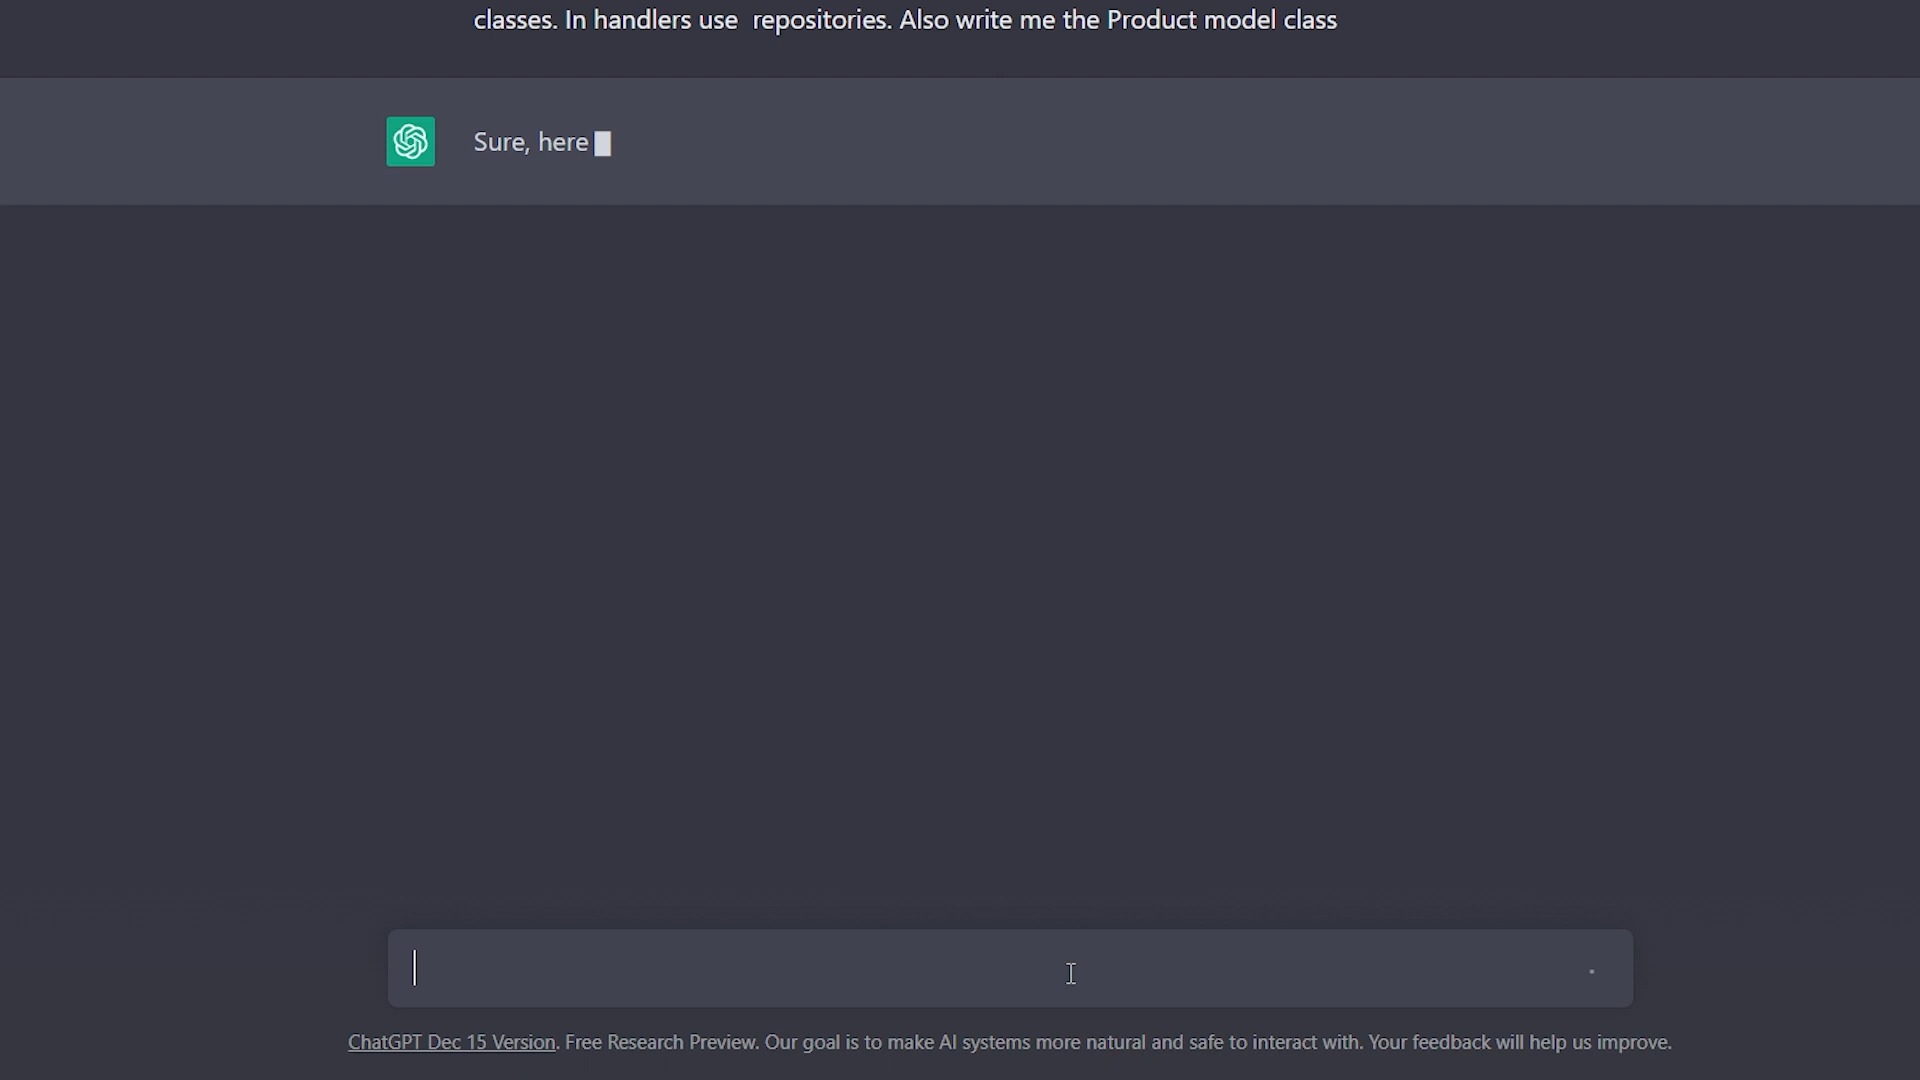 classes. In handlers use  repositories. Also write me the Product model class
Sure, here
ChatGPT Dec 15 Version. Free Research Preview. Our goal is to make AI systems more natural and safe to interact with. Your feedback will help us improve.